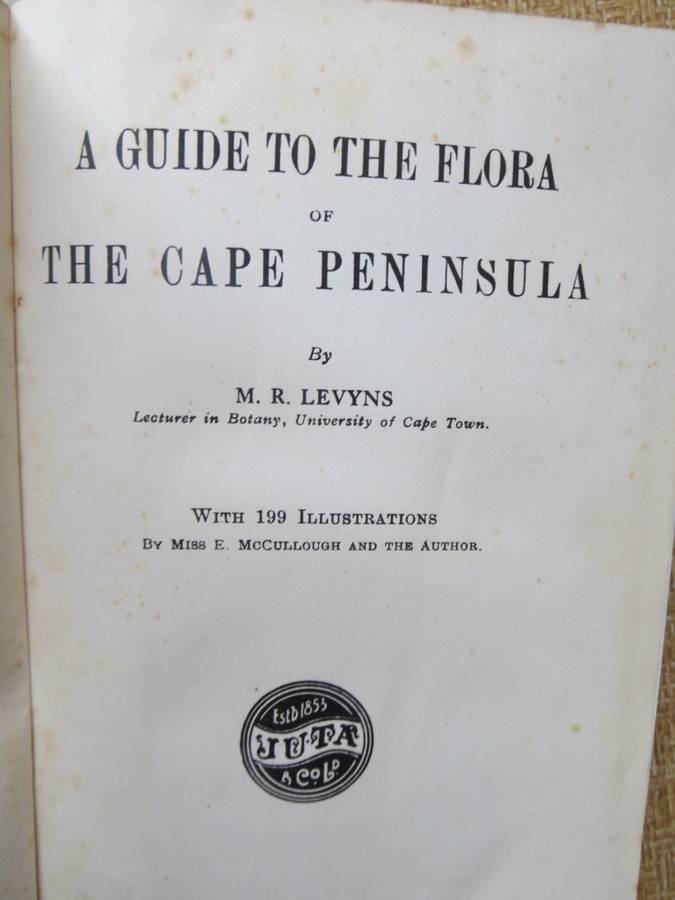 A GUIDE TO THE FLORA
OF
THE CAPE PENINSULA
By
M. R. LEVYNS
Lecturer in Botany, University of Cape Town.
WITH 199 ILLUSTRATIONS
BY MISS E. MCCULLOUGH AND THE AUTHOR.
Estd 1853
JUTA
& Co Ld